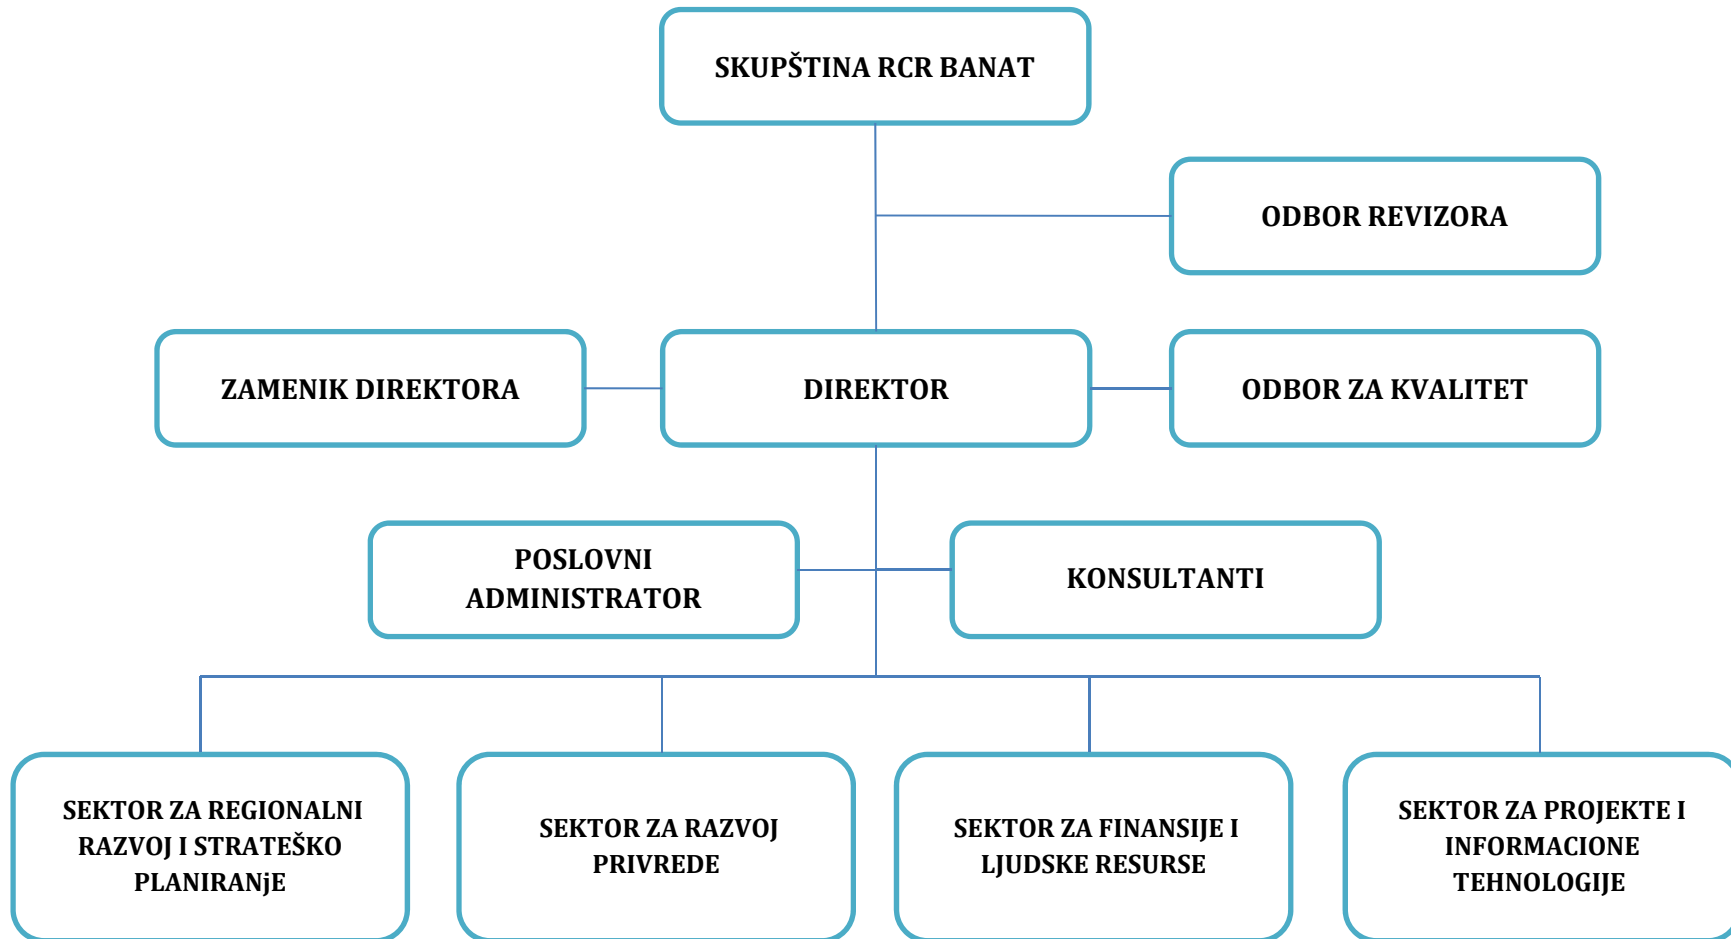 SKUPŠTINA RCR BANAT
ODBOR REVIZORA
ZAMENIK DIREKTORA
DIREKTOR
ODBOR ZA KVALITET
POSLOVNI
ADMINISTRATOR
KONSULTANTI
SEKTOR ZA REGIONALNI
RAZVOJ I STRATEŠKO
PLANIRANjE
SEKTOR ZA RAZVOJ
PRIVREDE
SEKTOR ZA FINANSIJE I
LJUDSKE RESURSE
SEKTOR ZA PROJEKTE I
INFORMACIONE
TEHNOLOGIJE